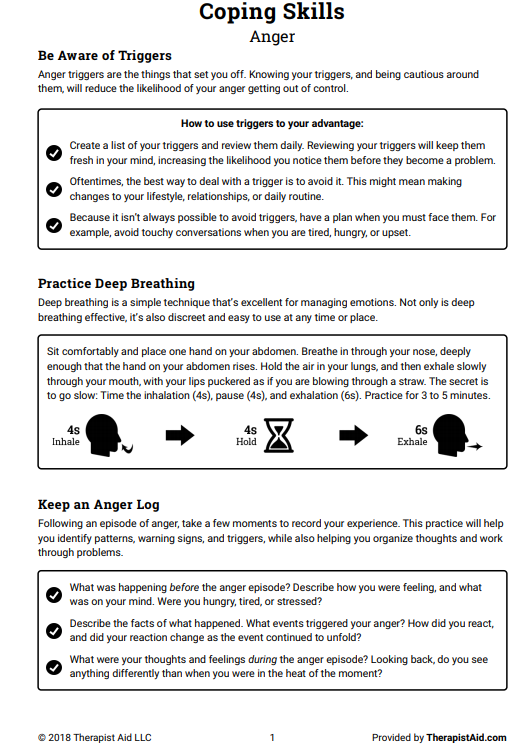 Coping Skills
Anger
Be Aware of Triggers
Anger triggers are the things that set you off. Knowing your triggers, and being cautious around
them, will reduce the likelihood of your anger getting out of control.
How to use triggers to your advantage:
Create a list of your triggers and review them daily. Reviewing your triggers will keep them
fresh in your mind, increasing the likelihood you notice them before they become a problem.
Oftentimes, the best way to deal with a trigger is to avoid it. This might mean making
changes to your lifestyle, relationships, or daily routine.
Because it isn't always possible to avoid triggers, have a plan when you must face them. For
example, avoid touchy conversations when you are tired, hungry, or upset.
Practice Deep Breathing
Deep breathing is a simple technique that's excellent for managing emotions. Not only is deep
breathing effective, it's also discreet and easy to use at any time or place.
Sit comfortably and place one hand on your abdomen. Breathe in through your nose, deeply
enough that the hand on your abdomen rises. Hold the air in your lungs, and then exhale slowly
through your mouth, with your lips puckered as if you are blowing through a straw. The secret is
to go slow: Time the inhalation (4s), pause (4s), and exhalation (6s). Practice for 3 to 5 minutes.
4s
Inhale
4s
Hold
6s
Exhale
Keep an Anger Log
Following an episode of anger, take a few moments to record your experience. This practice will help
you identify patterns, warning signs, and triggers, while also helping you organize thoughts and work
through problems.
What was happening before the anger episode? Describe how you were feeling, and what
was on your mind. Were you hungry, tired, or stressed?
Describe the facts of what happened. What events triggered your anger? How did you react,
and did your reaction change as the event continued to unfold?
What were your thoughts and feelings during the anger episode? Looking back, do you see
anything differently than when you were in the heat of the moment?
© 2018 Therapist Aid LLC
1
Provided by TherapistAid.com